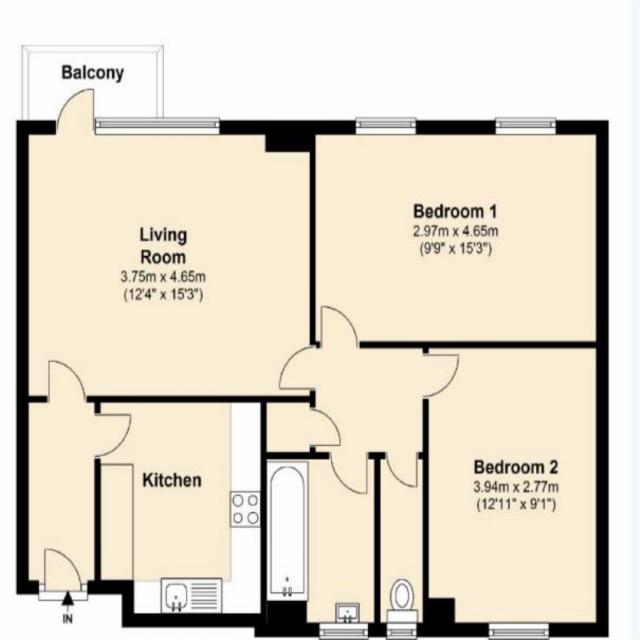 Balcony
Living
Room
3.75m x 4.65m
(12'4" x 15'3")
Bedroom 1
2.97m x 4.65m
(9'9" x 15'3")
Kitchen
Bedroom 2
3.94m x 2.77m
(12'11" x 9'1")
IN